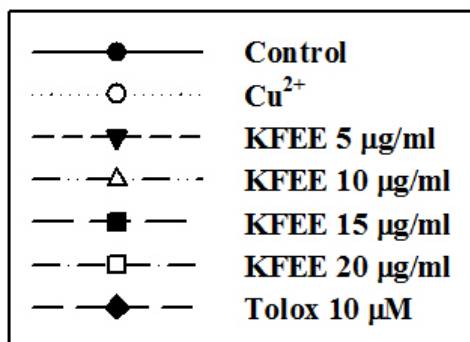 Control
Cu²⁺
KFEE 5 μg/ml
KFEE 10 μg/ml
KFEE 15 μg/ml
KFEE 20 μg/ml
Tolox 10 μM